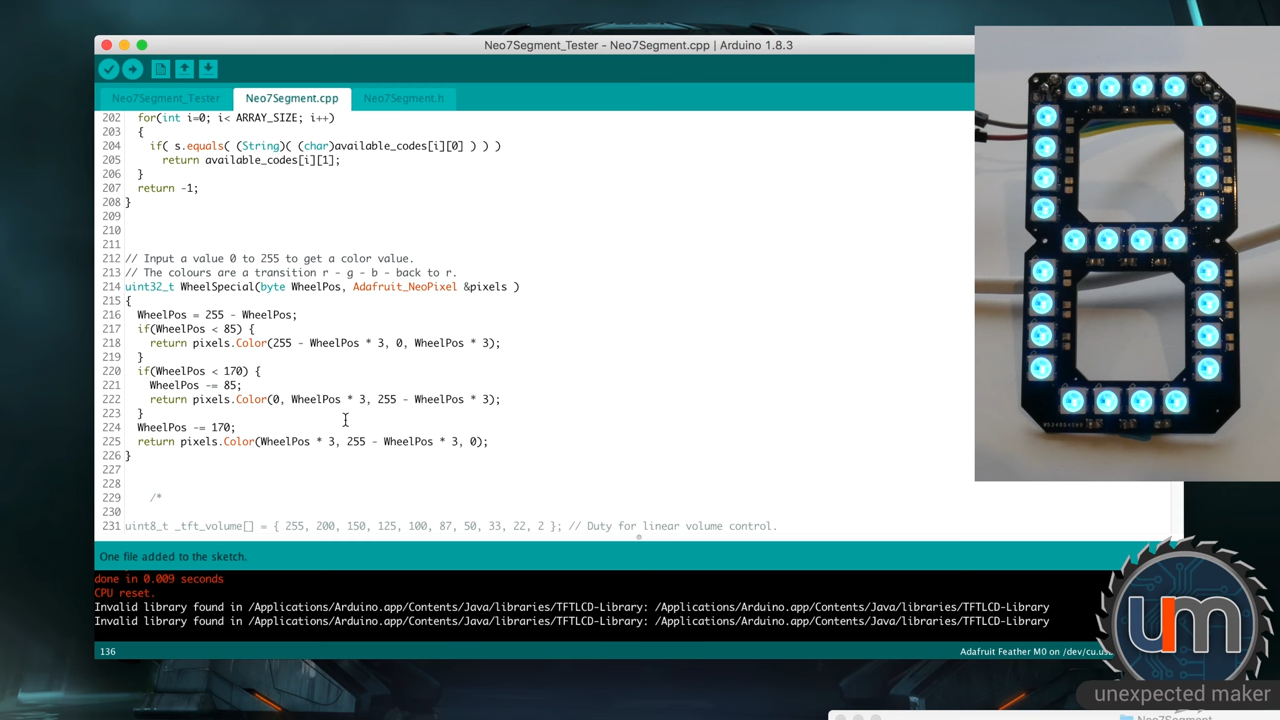 Neo7Segment_Tester - Neo7Segment.cpp | Arduino 1.8.3
Neo7Segment_Tester Neo7Segment.cpp Neo7Segment.h
202 for(int i=0; i< ARRAY_SIZE; i++)
203 {
204 if( s.equals( (String)( (char)available_codes[i][0] ) ) )
205 return available_codes[i][1];
206 }
207 return -1;
208 }
209
210
211
212 // Input a value 0 to 255 to get a color value.
213 // The colours are a transition r - g - b - back to r.
214 uint32_t WheelSpecial(byte WheelPos, Adafruit_NeoPixel &pixels )
215 {
216 WheelPos = 255 - WheelPos;
217 if(WheelPos < 85) {
218 return pixels.Color(255 - WheelPos * 3, 0, WheelPos * 3);
219 }
220 if(WheelPos < 170) {
221 WheelPos -= 85;
222 return pixels.Color(0, WheelPos * 3, 255 - WheelPos * 3);
223 }
224 WheelPos -= 170;
225 return pixels.Color(WheelPos * 3, 255 - WheelPos * 3, 0);
226 }
227
228
229 /*
230
231 uint8_t _tft_volume[] = { 255, 200, 150, 125, 100, 87, 50, 33, 22, 2 }; // Duty for linear volume control.
One file added to the sketch.
done in 0.009 seconds
CPU reset.
Invalid library found in /Applications/Arduino.app/Contents/Java/libraries/TFTLCD-Library: /Applications/Arduino.app/Contents/Java/libraries/TFTLCD-Library
Invalid library found in /Applications/Arduino.app/Contents/Java/libraries/TFTLCD-Library: /Applications/Arduino.app/Contents/Java/libraries/TFTLCD-Library
136 Adafruit Feather M0 on /dev/cu.us
um
unexpected maker
Neo7Segment